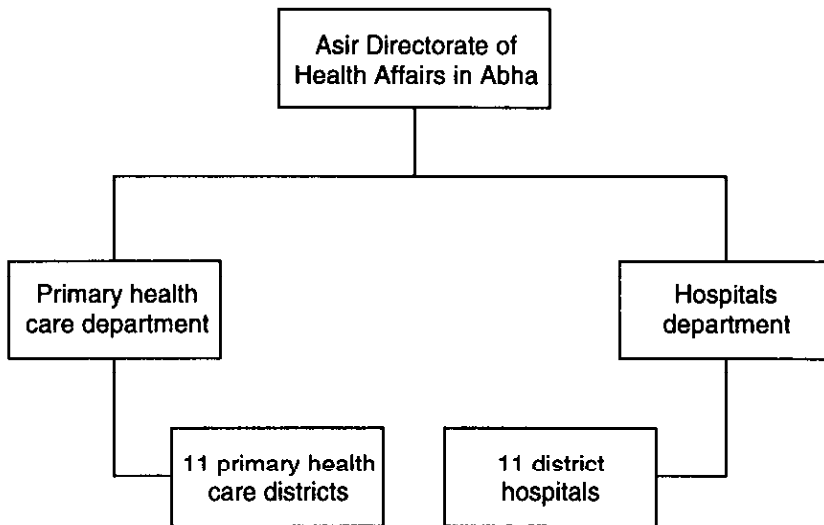 Asir Directorate of
Health Affairs in Abha
Primary health
care department
Hospitals
department
11 primary health
care districts
11 district
hospitals